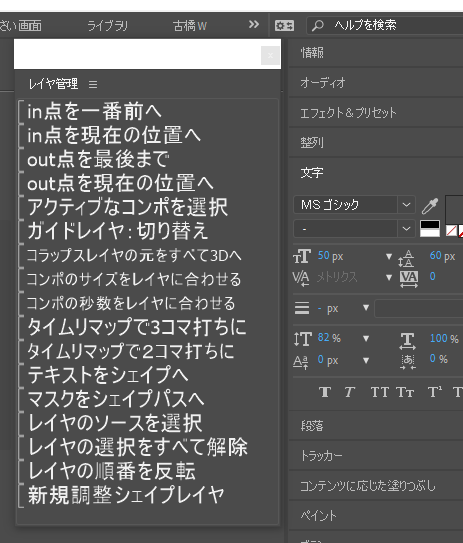 さい画面 ライブラリ 古橋W ヘルプを検索
レイヤ管理
in点を一番前へ
in点を現在の位置へ
out点を最後まで
out点を現在の位置へ
アクティブなコンポを選択
ガイドレイヤ：切り替え
コラップスレイヤの元をすべて3Dへ
コンポのサイズをレイヤに合わせる
コンポの秒数をレイヤに合わせる
タイムリマップで3コマ打ちに
タイムリマップで2コマ打ちに
テキストをシェイプへ
マスクをシェイプパスへ
レイヤのソースを選択
レイヤの選択をすべて解除
レイヤの順番を反転
新規調整シェイプレイヤ
情報
オーディオ
エフェクト＆プリセット
整列
文字
MS ゴシック
-
50 px 60 px
メトリクス 0
- px
82 % 100 %
0 px 0 %
T T TT Tт T¹ T
段落
トラッカー
コンテンツに応じた塗りつぶし
ペイント